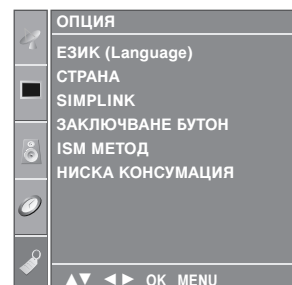 ОПЦИЯ
ЕЗИК (Language)
СТРАНА
SIMPLINK
ЗАКЛЮЧВАНЕ БУТОН
ISM МЕТОД
НИСКА КОНСУМАЦИЯ
▲▼ ◄► OK MENU